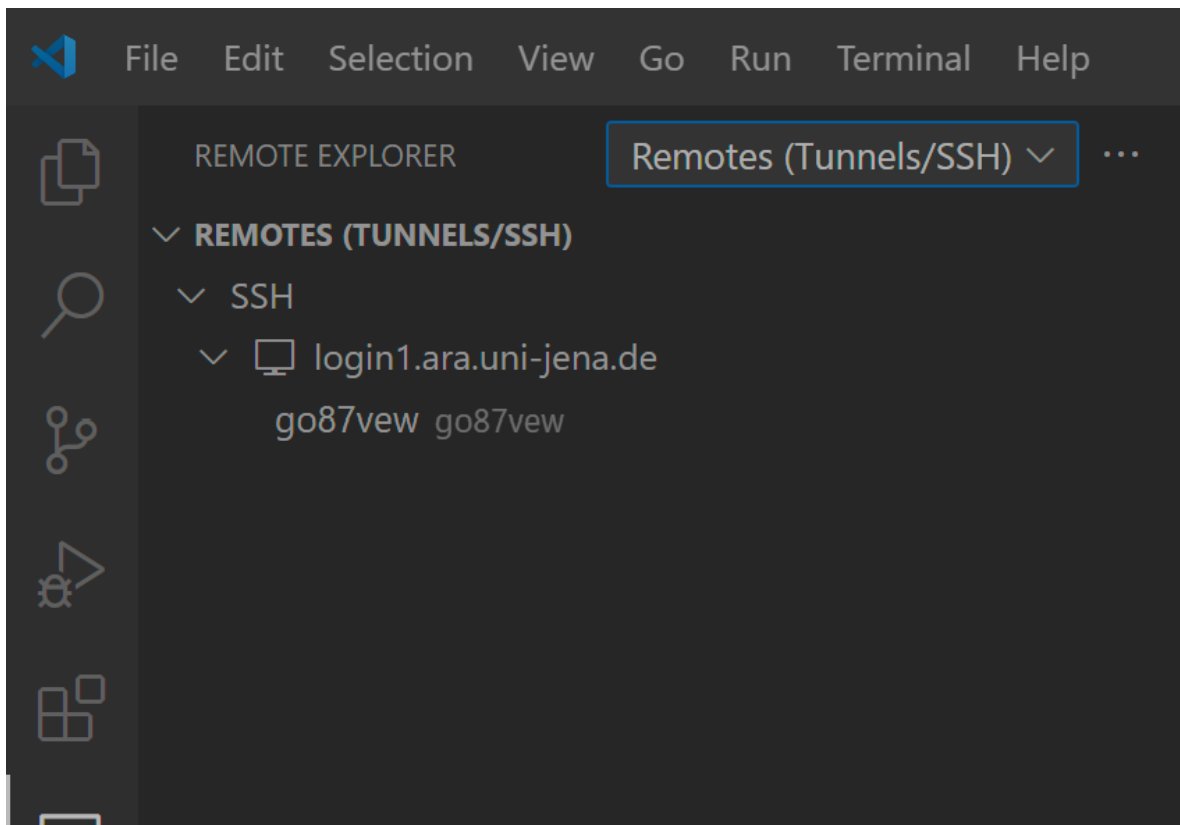 File Edit Selection View Go Run Terminal Help
REMOTE EXPLORER Remotes (Tunnels/SSH) ···
REMOTES (TUNNELS/SSH)
SSH
login1.ara.uni-jena.de
go87vew go87vew